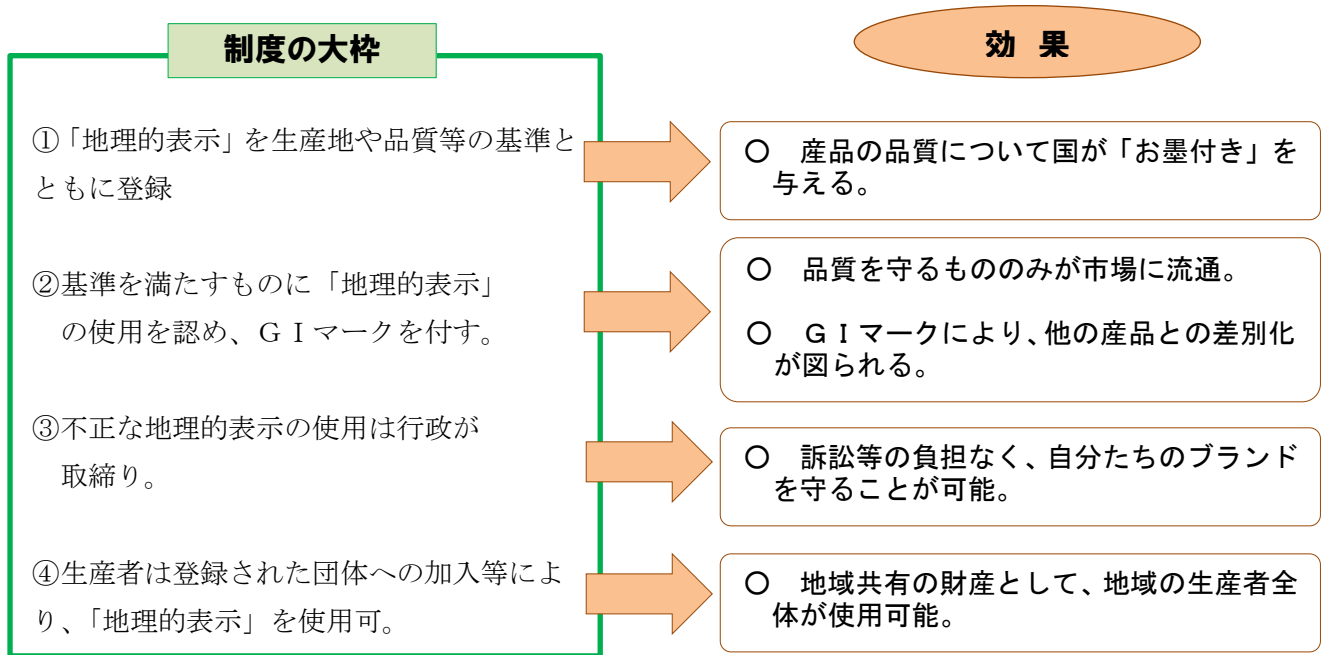 制度の大枠
効 果
①「地理的表示」を生産地や品質等の基準と
ともに登録
○ 産品の品質について国が「お墨付き」を
与える。
②基準を満たすものに「地理的表示」
の使用を認め、ＧＩマークを付す。
○ 品質を守るもののみが市場に流通。
○ ＧＩマークにより、他の産品との差別化
が図られる。
③不正な地理的表示の使用は行政が
取締り。
○ 訴訟等の負担なく、自分たちのブランド
を守ることが可能。
④生産者は登録された団体への加入等によ
り、「地理的表示」を使用可。
○ 地域共有の財産として、地域の生産者全
体が使用可能。